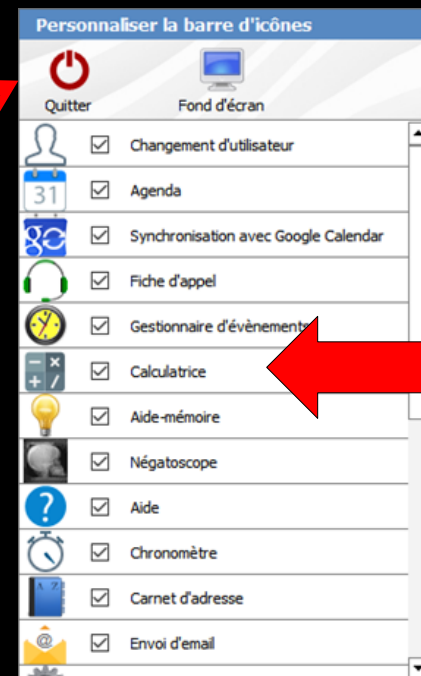 Personnaliser la barre d'icônes
Quitter
Fond d'écran
Changement d'utilisateur
31
Agenda
Synchronisation avec Google Calendar
Fiche d'appel
Gestionnaire d'évènements
Calculatrice
Aide-mémoire
Négatoscope
?
Aide
Chronomètre
A Z
Carnet d'adresse
@
Envoi d'email